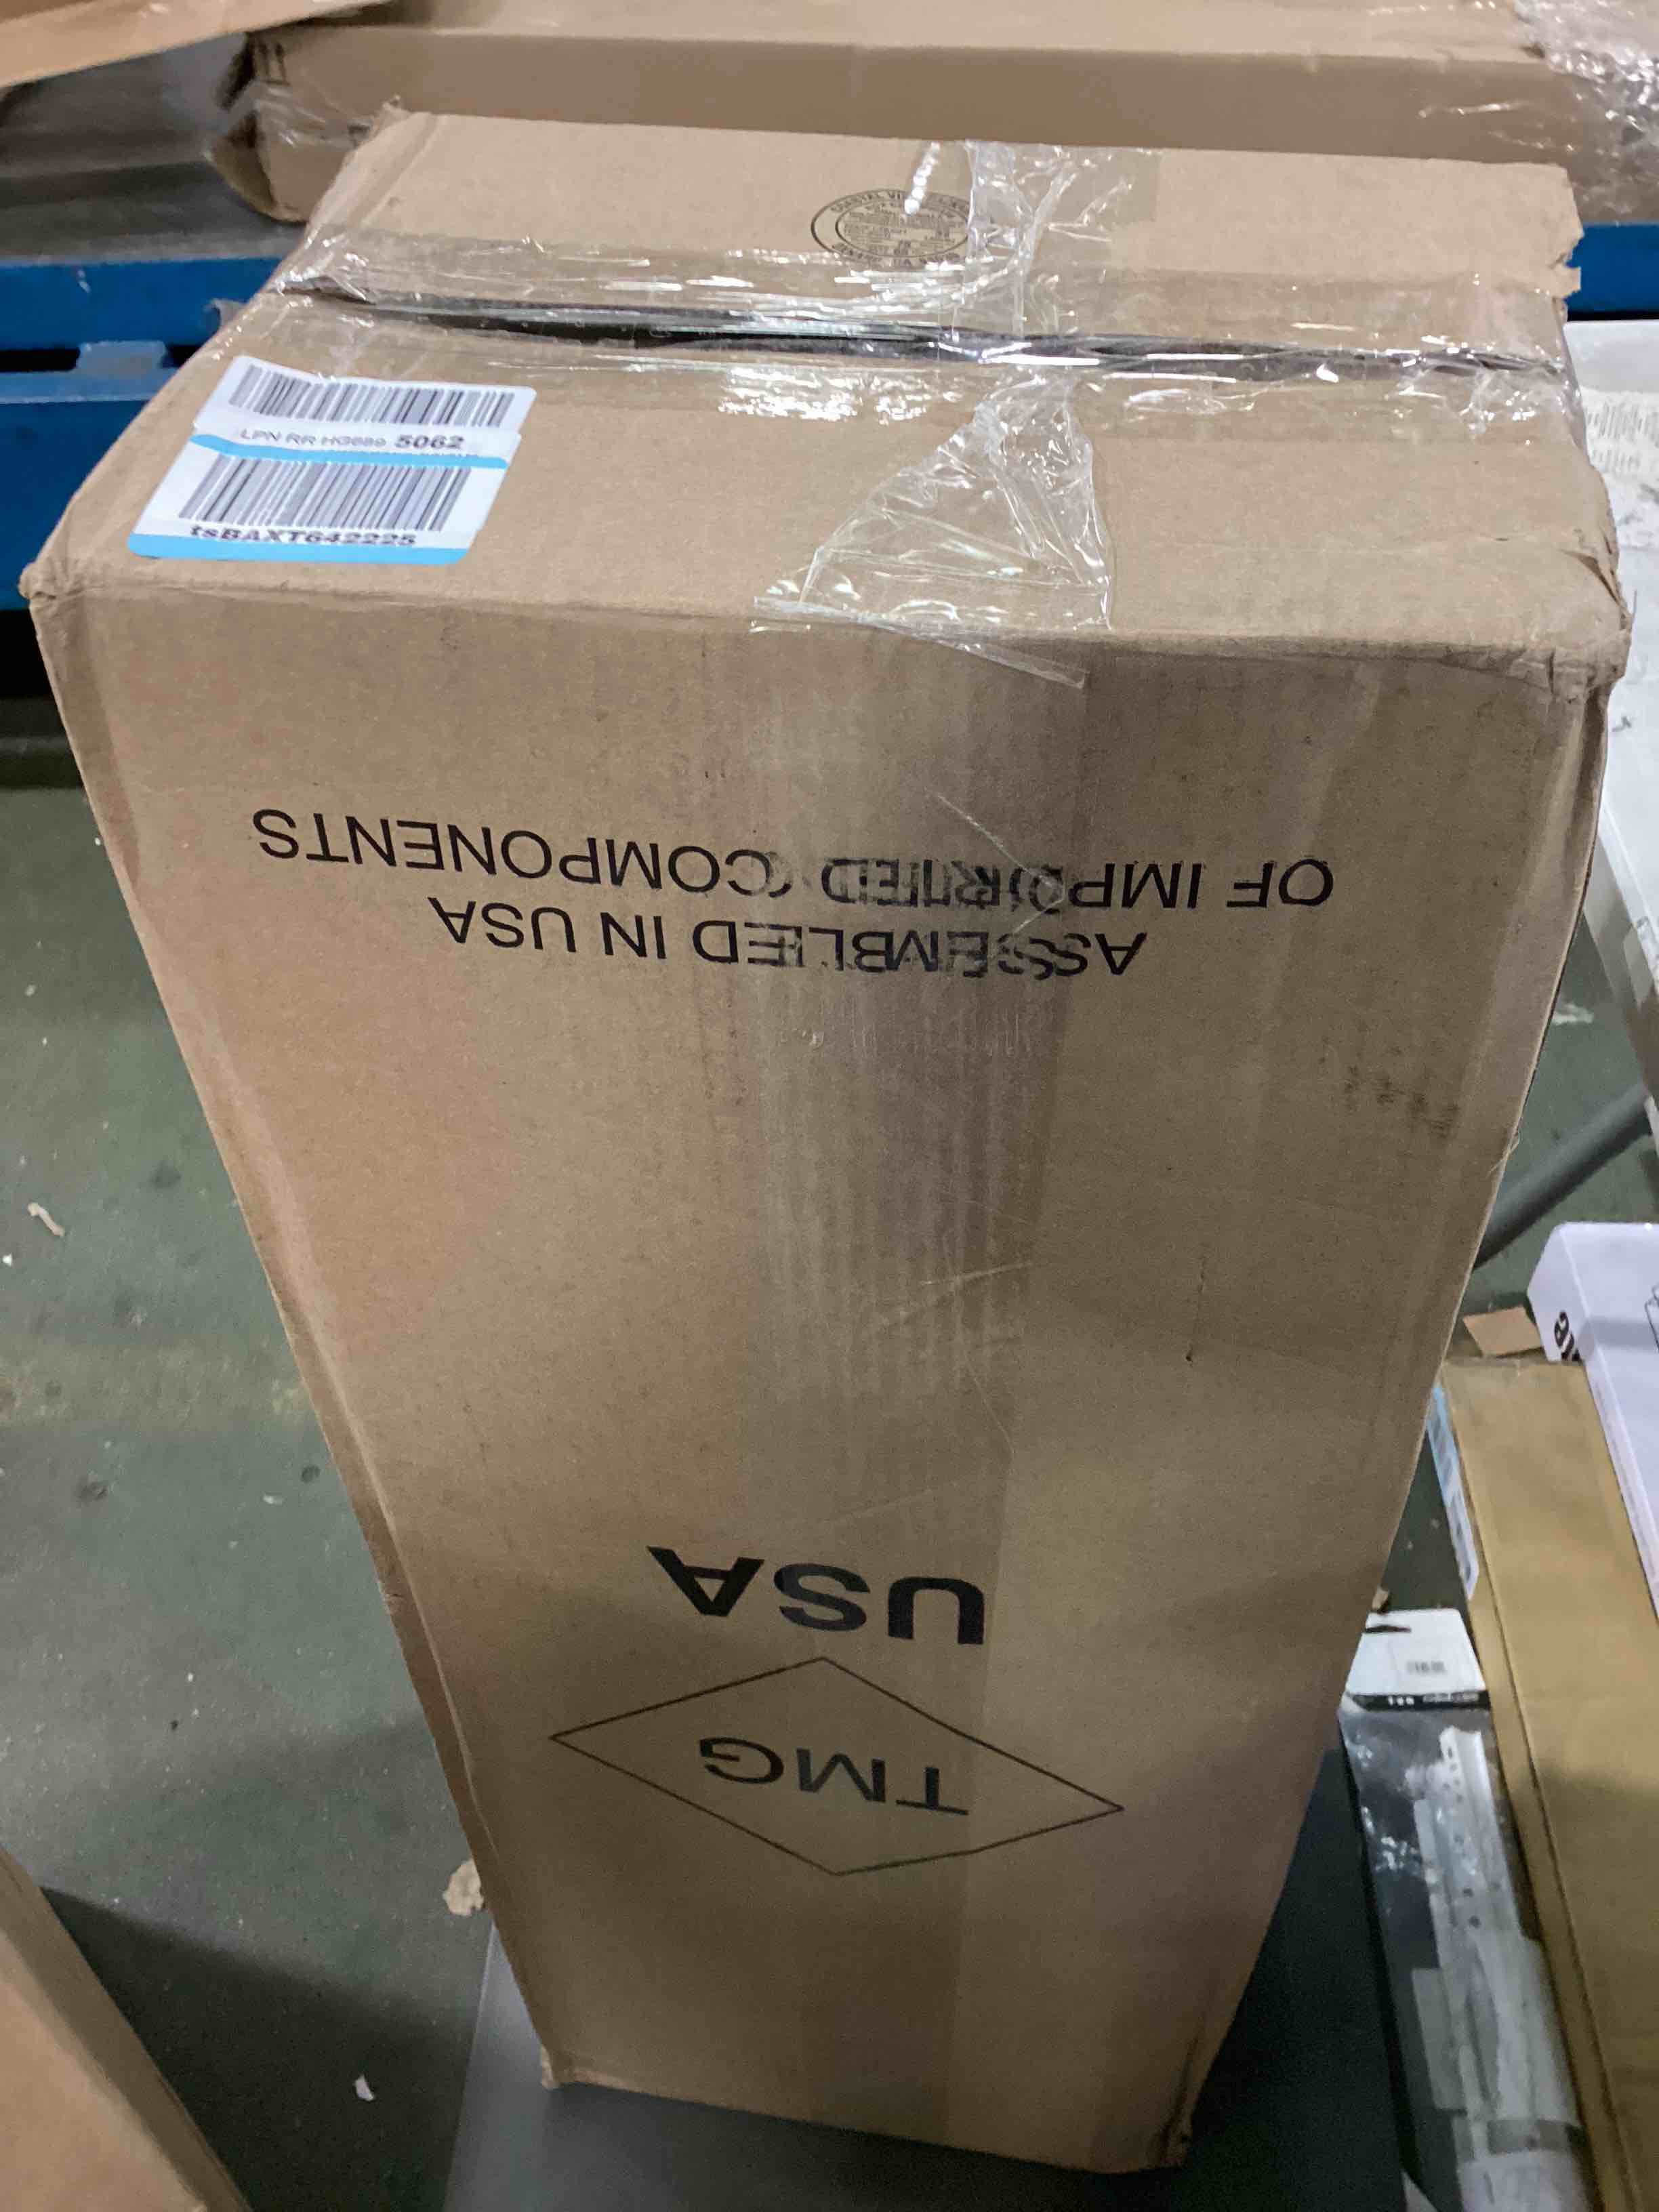 LPN RR HG689 5062
tsBAXT642225
TMG
USA
ASSEMBLED IN USA
OF IMPORTED COMPONENTS